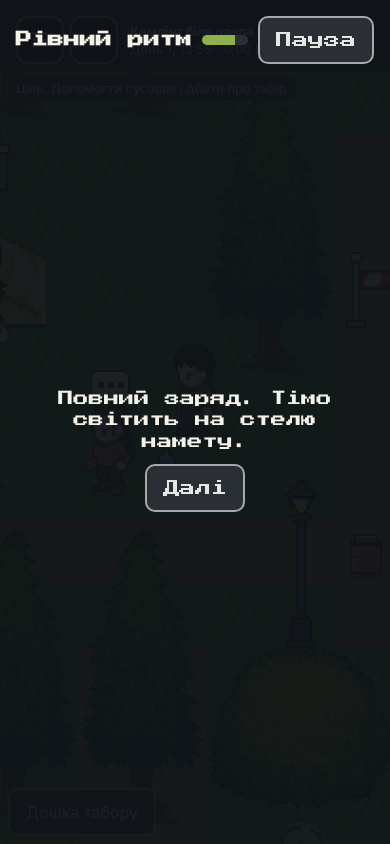 Рівний ритм
Пауза
Ціль: Допомогти сусідам і дбати про табір
Повний заряд. Тімо
світить на стелю
намету.
Далі
Дошка табору